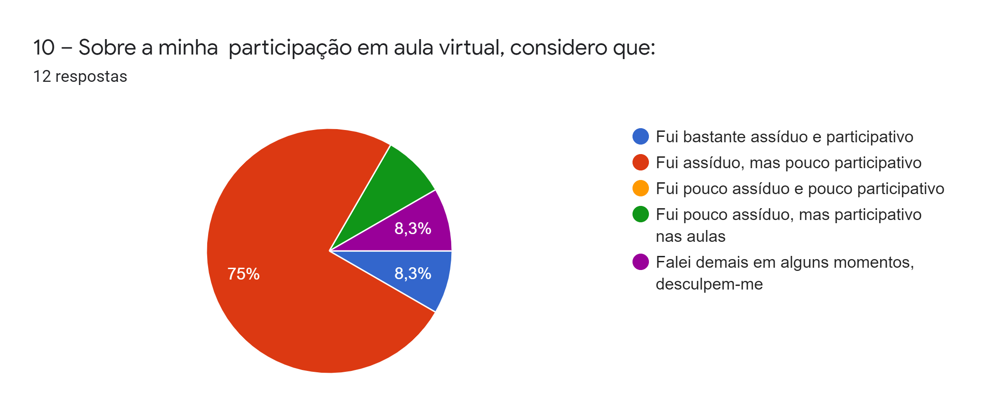 10 – Sobre a minha  participação em aula virtual, considero que:
12 respostas
8,3%
75%
8,3%
Fui bastante assíduo e participativo
Fui assíduo, mas pouco participativo
Fui pouco assíduo e pouco participativo
Fui pouco assíduo, mas participativo
nas aulas
Falei demais em alguns momentos,
desculpem-me